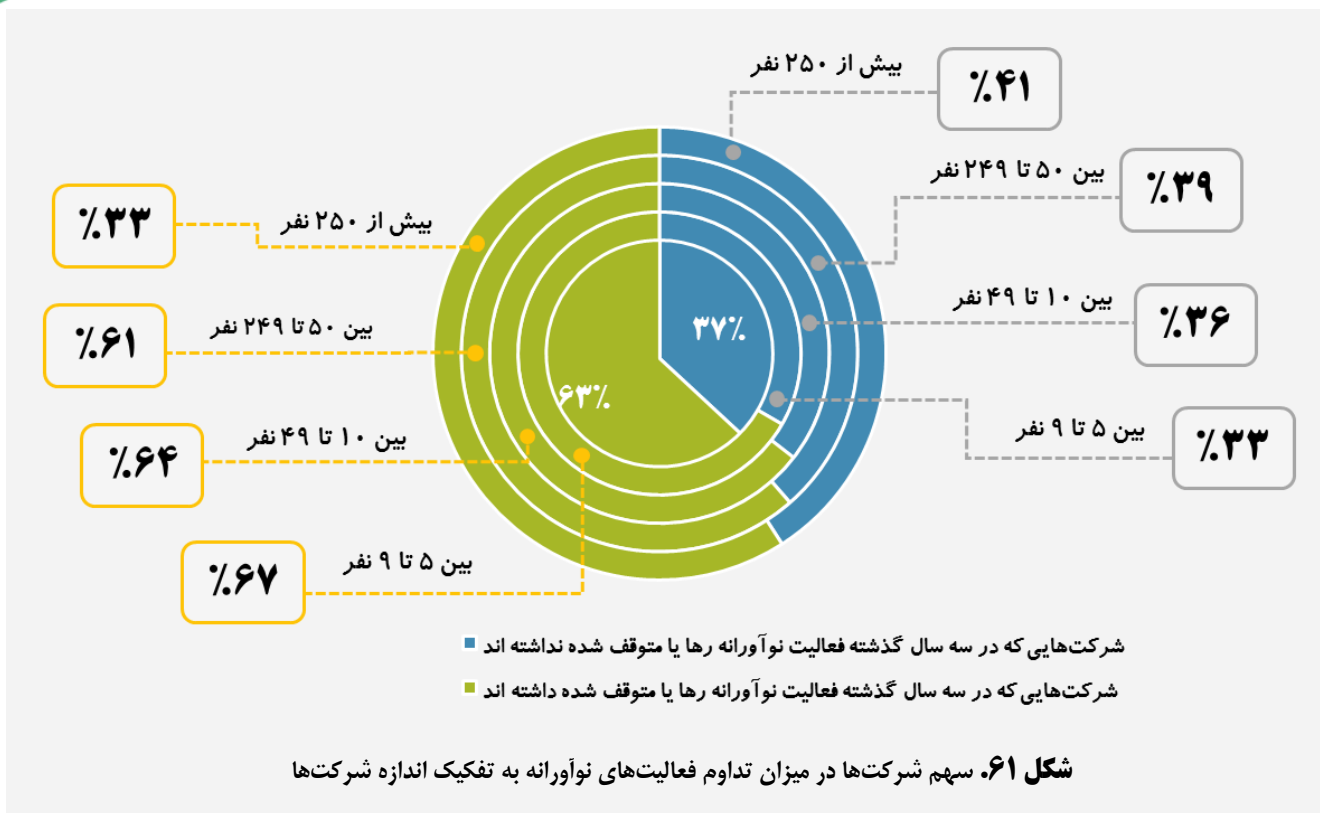 بیش از ۲۵۰ نفر
٪۴۱
بین ۵۰ تا ۲۴۹ نفر
٪۳۹
بین ۱۰ تا ۴۹ نفر
٪۳۶
بین ۵ تا ۹ نفر
٪۳۳
بیش از ۲۵۰ نفر
٪۳۳
بین ۵۰ تا ۲۴۹ نفر
٪۶۱
بین ۱۰ تا ۴۹ نفر
٪۶۴
بین ۵ تا ۹ نفر
٪۶۷
۳۷٪
۶۳٪
شرکت‌هایی که در سه سال گذشته فعالیت نوآورانه رها یا متوقف شده نداشته اند
شرکت‌هایی که در سه سال گذشته فعالیت نوآورانه رها یا متوقف شده داشته اند
شکل ۶۱. سهم شرکت‌ها در میزان تداوم فعالیت‌های نوآورانه به تفکیک اندازه شرکت‌ها